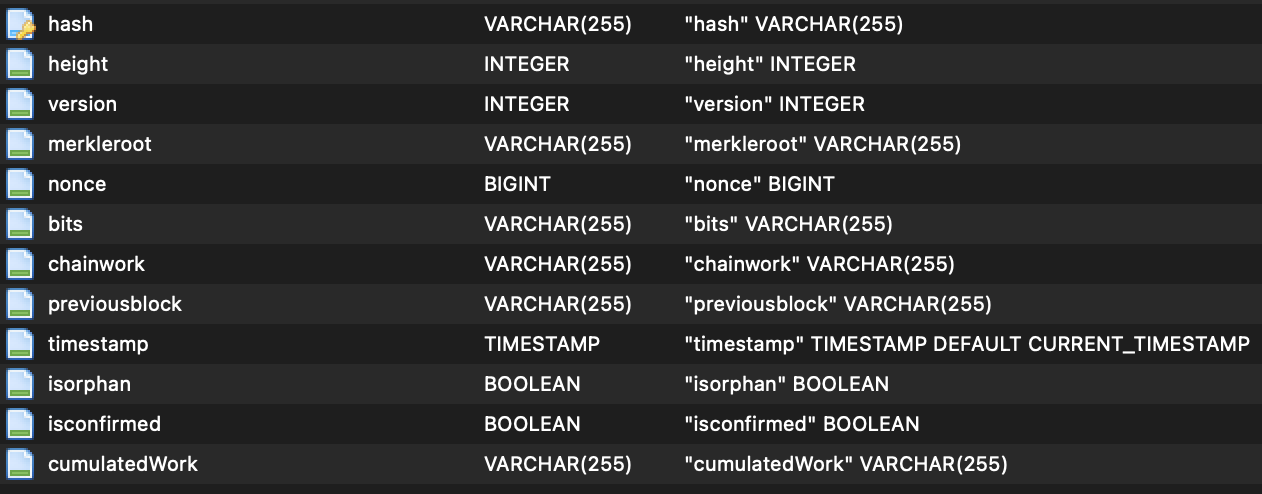 hash VARCHAR(255) "hash" VARCHAR(255)
height INTEGER "height" INTEGER
version INTEGER "version" INTEGER
merkleroot VARCHAR(255) "merkleroot" VARCHAR(255)
nonce BIGINT "nonce" BIGINT
bits VARCHAR(255) "bits" VARCHAR(255)
chainwork VARCHAR(255) "chainwork" VARCHAR(255)
previousblock VARCHAR(255) "previousblock" VARCHAR(255)
timestamp TIMESTAMP "timestamp" TIMESTAMP DEFAULT CURRENT_TIMESTAMP
isorphan BOOLEAN "isorphan" BOOLEAN
isconfirmed BOOLEAN "isconfirmed" BOOLEAN
cumulatedWork VARCHAR(255) "cumulatedWork" VARCHAR(255)